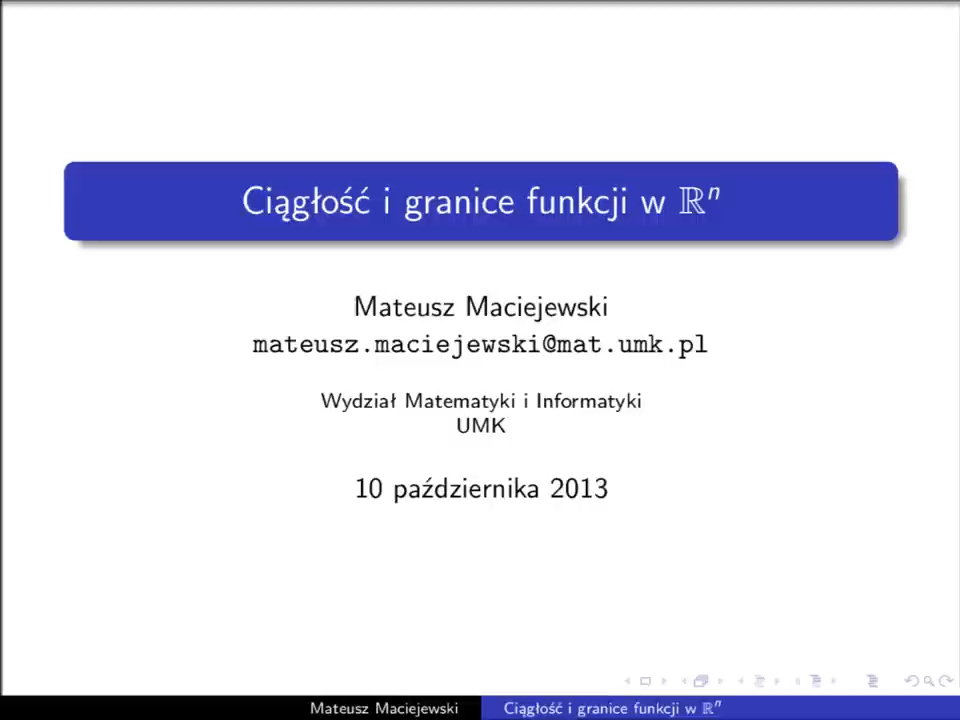 Ciągłość i granice funkcji w ℝⁿ
Mateusz Maciejewski
mateusz.maciejewski@mat.umk.pl
Wydział Matematyki i Informatyki
UMK
10 października 2013
Mateusz Maciejewski
Ciągłość i granice funkcji w ℝⁿ